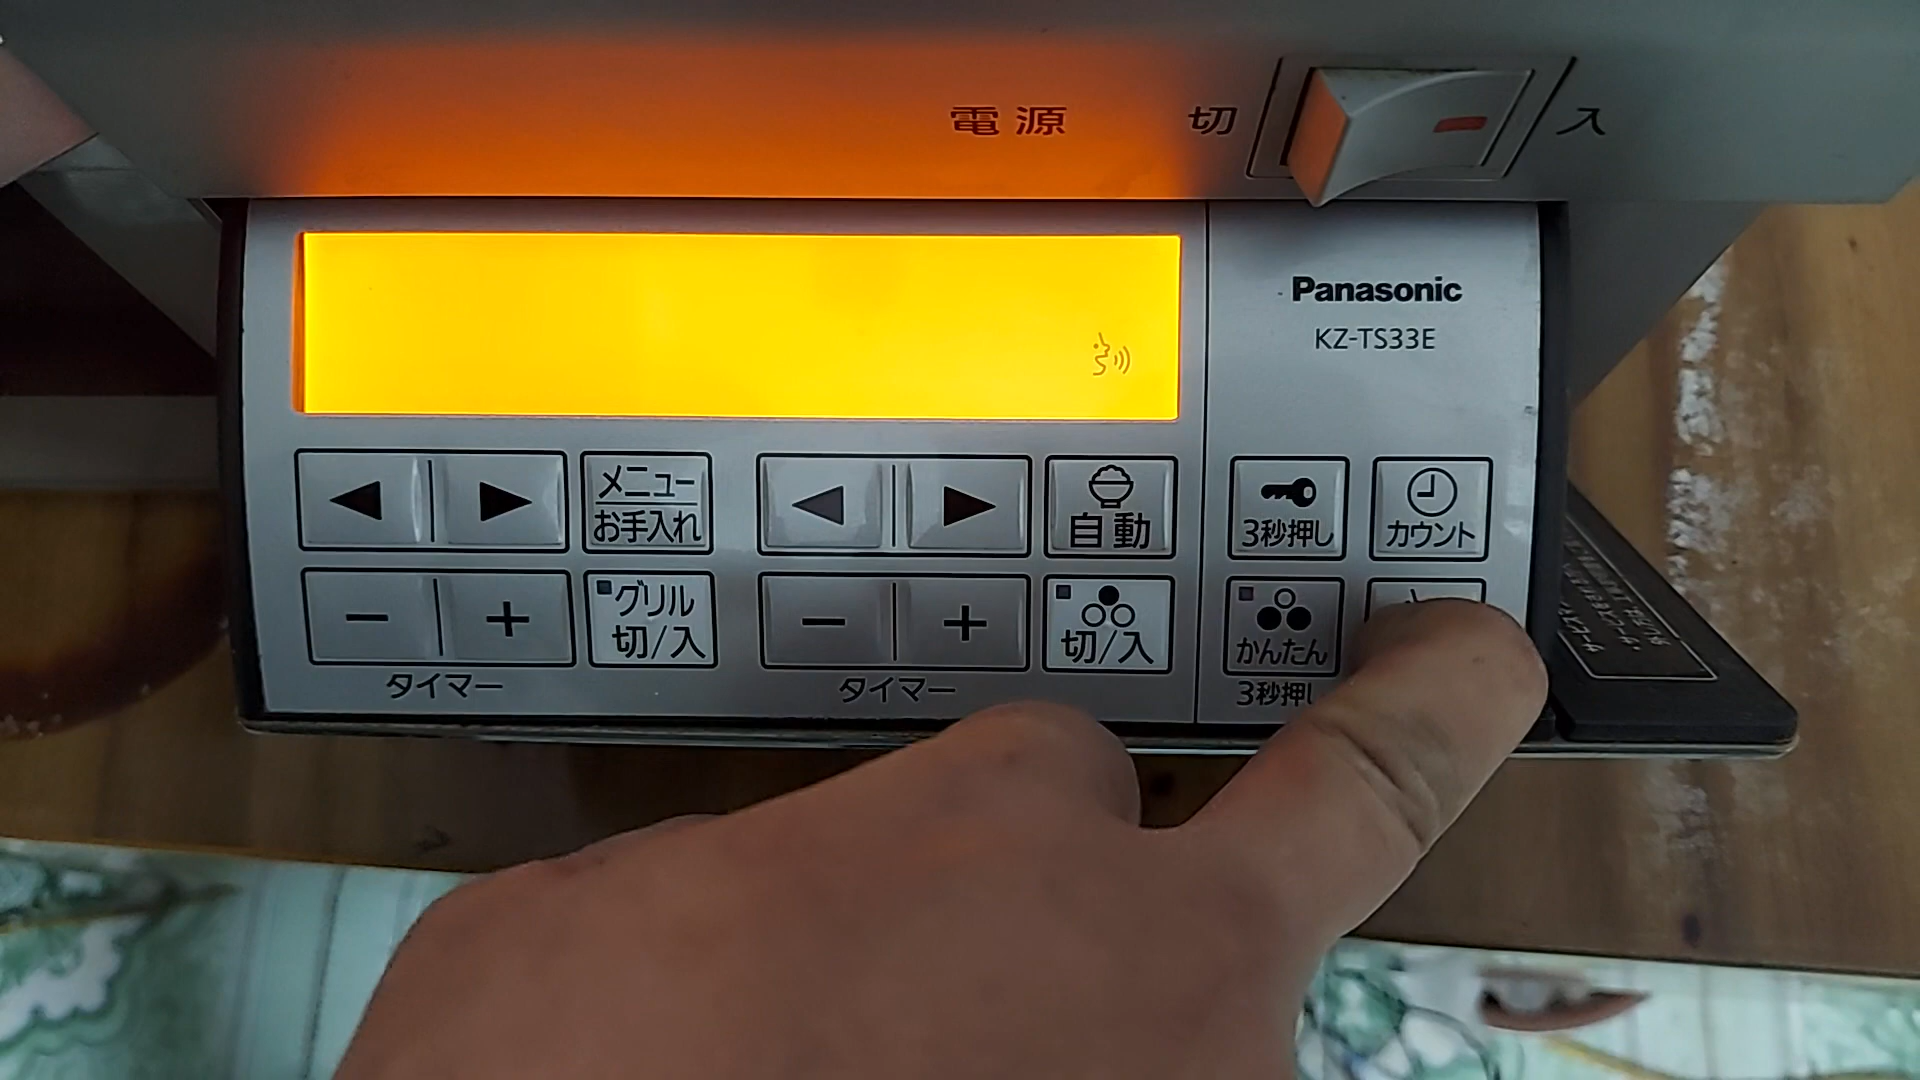 電源 切 入
Panasonic
KZ-TS33E
メニュー
お手入れ
自動
3秒押し
カウント
グリル
切/入
切/入
かんたん
タイマー
タイマー
3秒押し